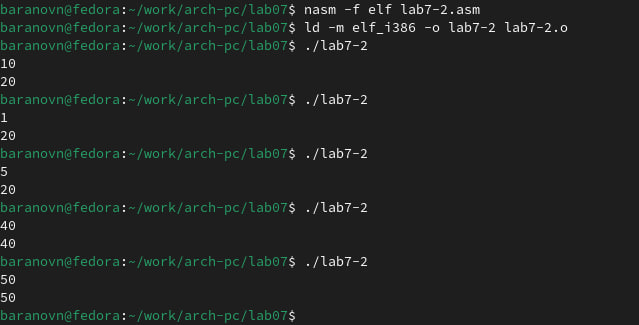 baranovn@fedora:~/work/arch-pc/lab07$ nasm -f elf lab7-2.asm
baranovn@fedora:~/work/arch-pc/lab07$ ld -m elf_i386 -o lab7-2 lab7-2.o
baranovn@fedora:~/work/arch-pc/lab07$ ./lab7-2
10
20
baranovn@fedora:~/work/arch-pc/lab07$ ./lab7-2
1
20
baranovn@fedora:~/work/arch-pc/lab07$ ./lab7-2
5
20
baranovn@fedora:~/work/arch-pc/lab07$ ./lab7-2
40
40
baranovn@fedora:~/work/arch-pc/lab07$ ./lab7-2
50
50
baranovn@fedora:~/work/arch-pc/lab07$